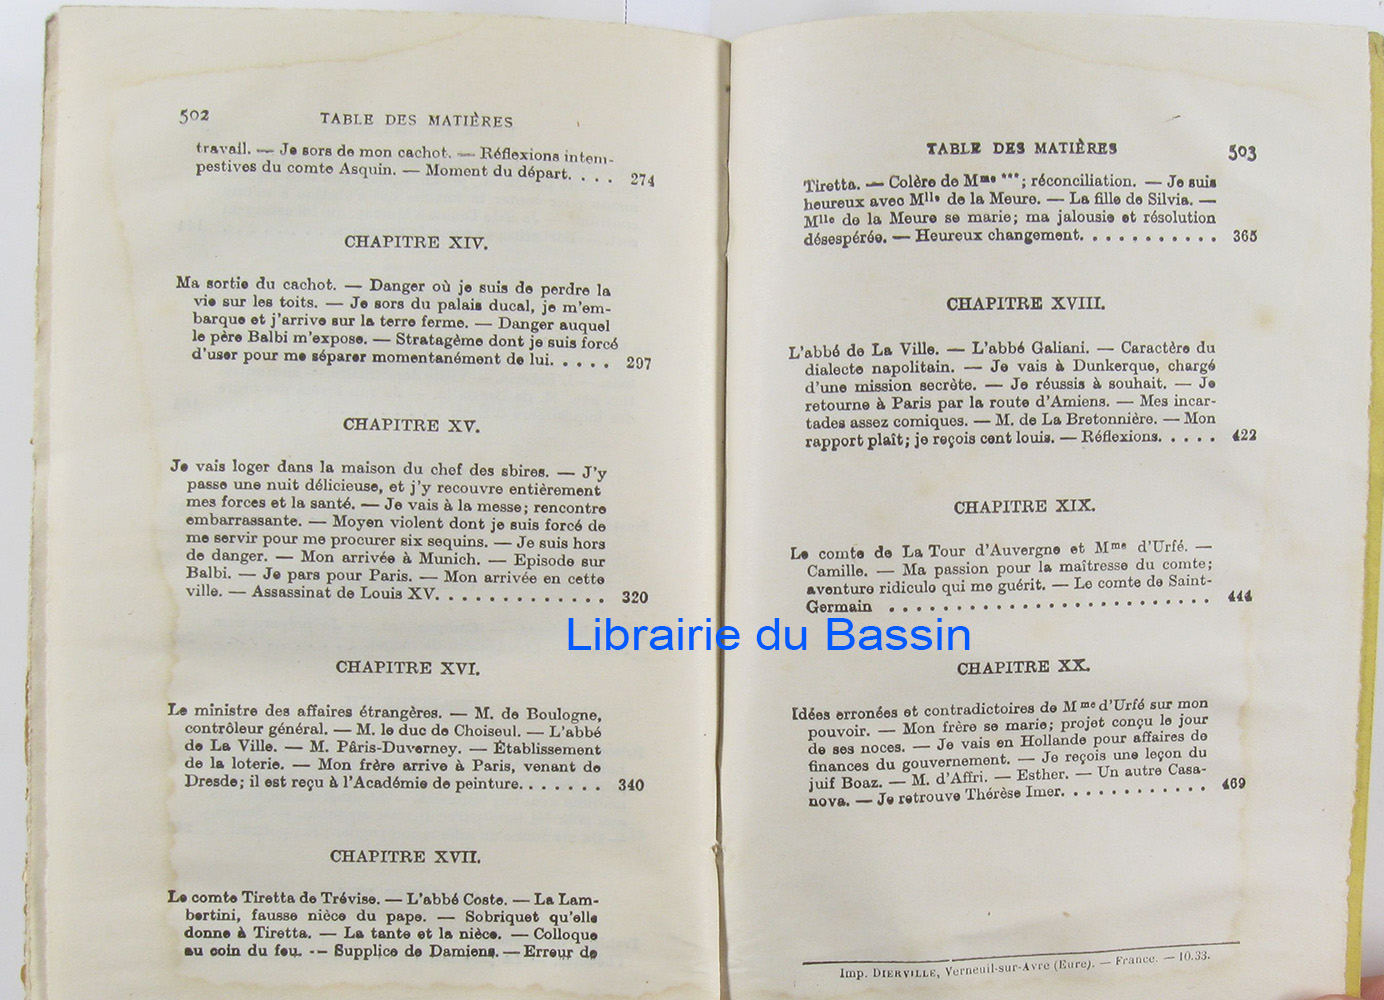 502 TABLE DES MATIÈRES
travail. — Je sors de mon cachot. — Réflexions intem-
pestives du comte Asquin. — Moment du départ. . . . 274
CHAPITRE XIV.
Ma sortie du cachot. — Danger où je suis de perdre la
vie sur les toits. — Je sors du palais ducal, je m'em-
barque et j'arrive sur la terre ferme. — Danger auquel
le père Balbi m'expose. — Stratagème dont je suis forcé
d'user pour me séparer momentanément de lui. . . . . 297
CHAPITRE XV.
Je vais loger dans la maison du chef des sbires. — J'y
passe une nuit délicieuse, et j'y recouvre entièrement
mes forces et la santé. — Je vais à la messe; rencontre
embarrassante. — Moyen violent dont je suis forcé de
me servir pour me procurer six sequins. — Je suis hors
de danger. — Mon arrivée à Munich. — Episode sur
Balbi. — Je pars pour Paris. — Mon arrivée en cette
ville. — Assassinat de Louis XV. . . . . . . . . . . . . 320
CHAPITRE XVI.
Le ministre des affaires étrangères. — M. de Boulogne,
contrôleur général. — M. le duc de Choiseul. — L'abbé
de La Ville. — M. Pâris-Duverney. — Établissement
de la loterie. — Mon frère arrive à Paris, venant de
Dresde; il est reçu à l'Académie de peinture. . . . . . . 340
CHAPITRE XVII.
Le comte Tiretta de Trévise. — L'abbé Coste. — La Lam-
bertini, fausse nièce du pape. — Sobriquet qu'elle
donne à Tiretta. — La tante et la nièce. — Colloque
au coin du feu. — Supplice de Damiens. — Erreur de
TABLE DES MATIÈRES 503
Tiretta. — Colère de Mme ***; réconciliation. — Je suis
heureux avec Mlle de la Meure. — La fille de Silvia. —
Mlle de la Meure se marie; ma jalousie et résolution
désespérée. — Heureux changement. . . . . . . . . . . 365
CHAPITRE XVIII.
L'abbé de La Ville. — L'abbé Galiani. — Caractère du
dialecte napolitain. — Je vais à Dunkerque, chargé
d'une mission secrète. — Je réussis à souhait. — Je
retourne à Paris par la route d'Amiens. — Mes incar-
tades assez comiques. — M. de La Bretonnière. — Mon
rapport plaît; je reçois cent louis. — Réflexions. . . . . 422
CHAPITRE XIX.
Le comte de La Tour d'Auvergne et Mme d'Urfé. —
Camille. — Ma passion pour la maîtresse du comte;
aventure ridicule qui me guérit. — Le comte de Saint-
Germain . . . . . . . . . . . . . . . . . . . . . . . . 444
Librairie du Bassin
CHAPITRE XX.
Idées erronées et contradictoires de Mme d'Urfé sur mon
pouvoir. — Mon frère se marie; projet conçu le jour
de ses noces. — Je vais en Hollande pour affaires de
finances du gouvernement. — Je reçois une leçon du
juif Boaz. — M. d'Affri. — Esther. — Un autre Casa-
nova. — Je retrouve Thérèse Imer. . . . . . . . . . . . 469
Imp. DIERVILLE, Verneuil-sur-Avre (Eure). — France. — 10.33.